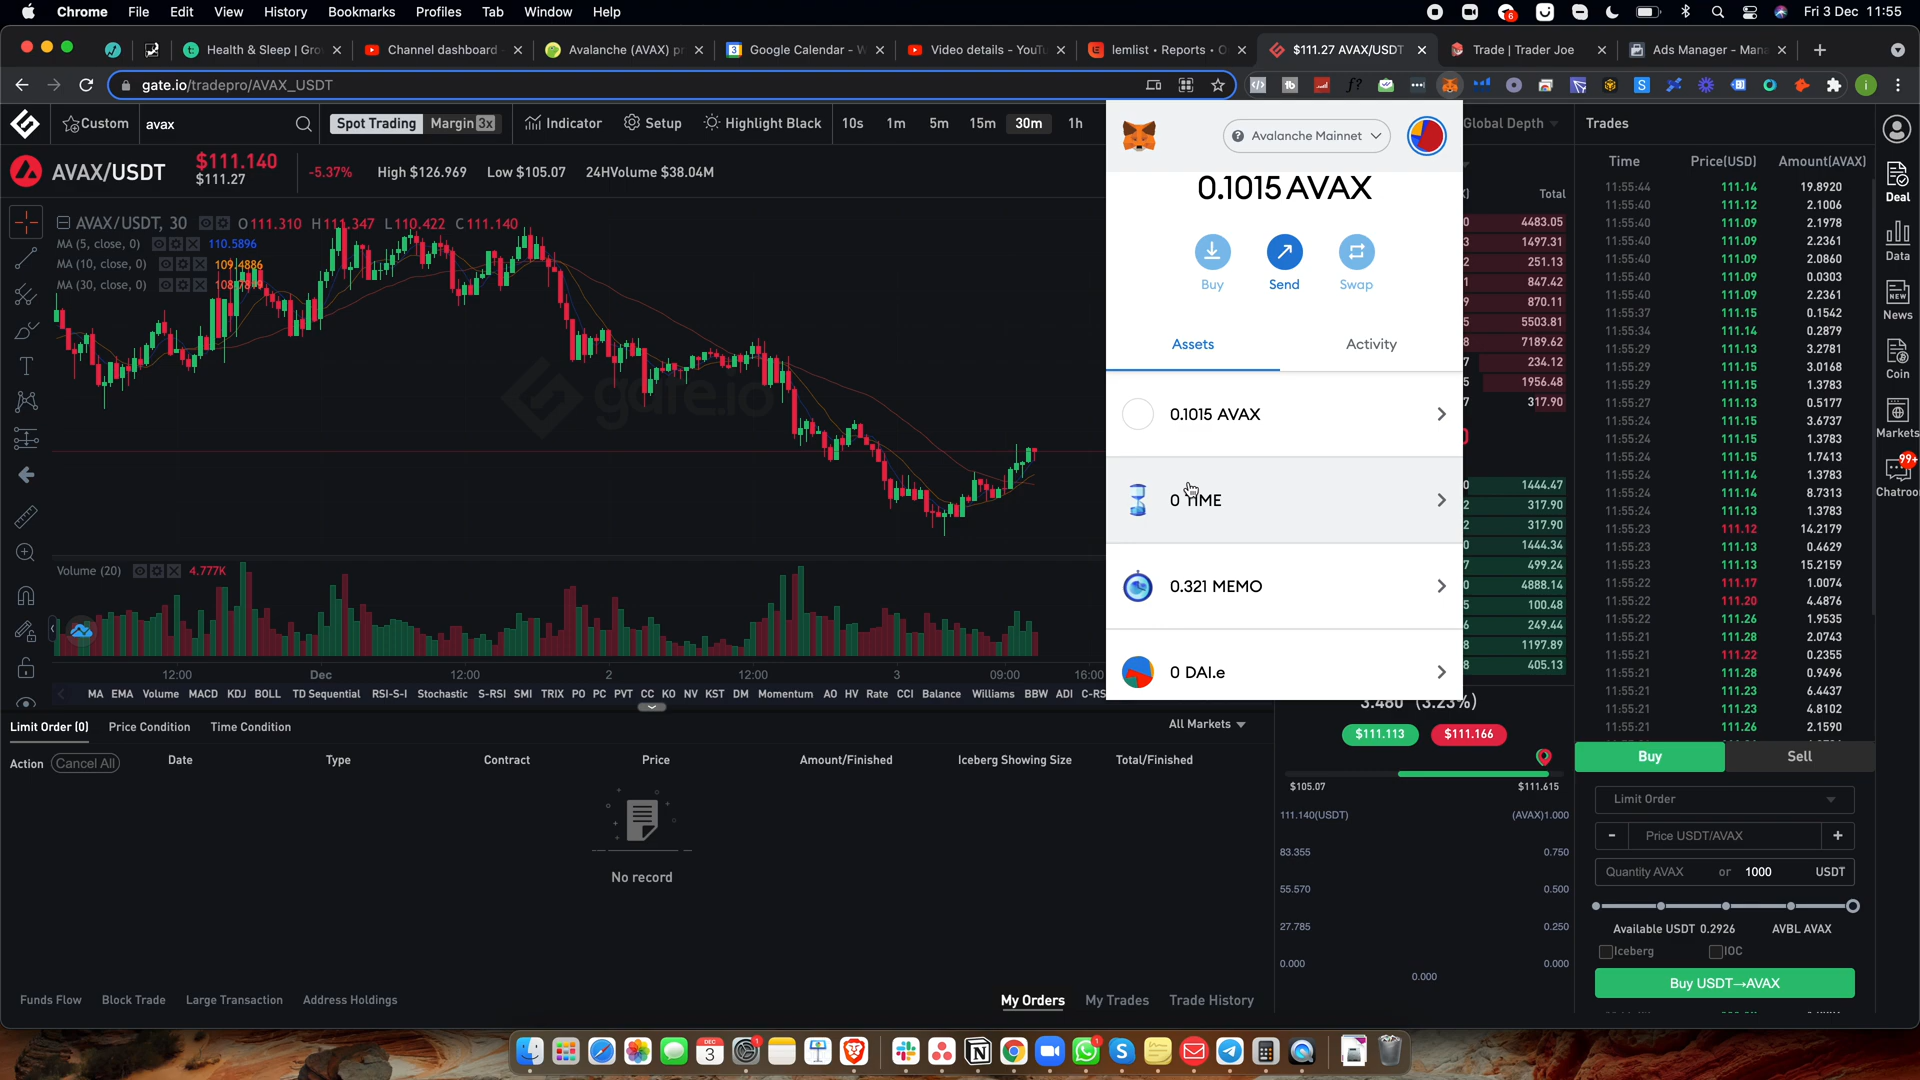 Chrome File Edit View History Bookmarks Profiles Tab Window Help Fri 3 Dec 11:55
Health & Sleep | Gro Channel dashboard Avalanche (AVAX) pr Google Calendar - W Video details - YouTu lemlist • Reports • O $111.27 AVAX/USDT Trade | Trader Joe Ads Manager - Mana
gate.io/tradepro/AVAX_USDT
Custom avax Spot Trading Margin 3x Indicator Setup Highlight Black 10s 1m 5m 15m 30m 1h
AVAX/USDT $111.140 $111.27 -5.37% High $126.969 Low $105.07 24HVolume $38.04M
AVAX/USDT, 30 O111.310 H111.347 L110.422 C111.140
MA (5, close, 0) 110.5896
MA (10, close, 0) 109.4886
MA (30, close, 0)
gate.io
Volume (20) 4.777K
12:00 Dec 12:00 2 12:00 3 09:00 16:00
MA EMA Volume MACD KDJ BOLL TD Sequential RSI-S-I Stochastic S-RSI SMI TRIX PO PC PVT CC KO NV KST DM Momentum AO HV Rate CCI Balance Williams BBW ADI C-RS
Limit Order (0) Price Condition Time Condition All Markets
Action Cancel All Date Type Contract Price Amount/Finished Iceberg Showing Size Total/Finished
No record
Funds Flow Block Trade Large Transaction Address Holdings My Orders My Trades Trade History
Avalanche Mainnet
0.1015 AVAX
Buy Send Swap
Assets Activity
0.1015 AVAX
0 TIME
0.321 MEMO
0 DAI.e
Global Depth
Total
4483.05
1497.31
251.13
847.42
870.11
5503.81
7189.62
234.12
1956.48
317.90
1444.47
317.90
317.90
1444.34
499.24
4888.14
100.48
249.44
1197.89
405.13
3.480 (3.23%)
$111.113 $111.166
$105.07 $111.615
111.140(USDT) (AVAX)1.000
83.355 0.750
55.570 0.500
27.785 0.250
0.000 0.000
0.000
Trades
Time Price(USD) Amount(AVAX)
11:55:44 111.14 19.8920
11:55:40 111.12 2.1006
11:55:40 111.09 2.1978
11:55:40 111.09 2.2361
11:55:40 111.09 2.0860
11:55:40 111.09 0.0303
11:55:40 111.09 2.2361
11:55:37 111.15 0.1542
11:55:34 111.14 0.2879
11:55:29 111.13 3.2781
11:55:29 111.15 3.0168
11:55:29 111.15 1.3783
11:55:27 111.13 0.5177
11:55:24 111.15 3.6737
11:55:24 111.15 1.3783
11:55:24 111.15 1.7413
11:55:24 111.14 1.3783
11:55:24 111.14 8.7313
11:55:24 111.13 1.3783
11:55:23 111.12 14.2179
11:55:23 111.13 0.4629
11:55:23 111.13 15.2159
11:55:22 111.17 1.0074
11:55:22 111.20 4.4876
11:55:22 111.26 1.9535
11:55:21 111.28 2.0743
11:55:21 111.22 0.2355
11:55:21 111.28 0.9496
11:55:21 111.23 6.4437
11:55:21 111.23 4.8102
11:55:21 111.26 2.1590
Buy Sell
Limit Order
- Price USDT/AVAX +
Quantity AVAX or 1000 USDT
Available USDT 0.2926 AVBL AVAX
Iceberg IOC
Buy USDT→AVAX
Deal
Data
NEW
News
Coin
Markets
99+
Chatroo